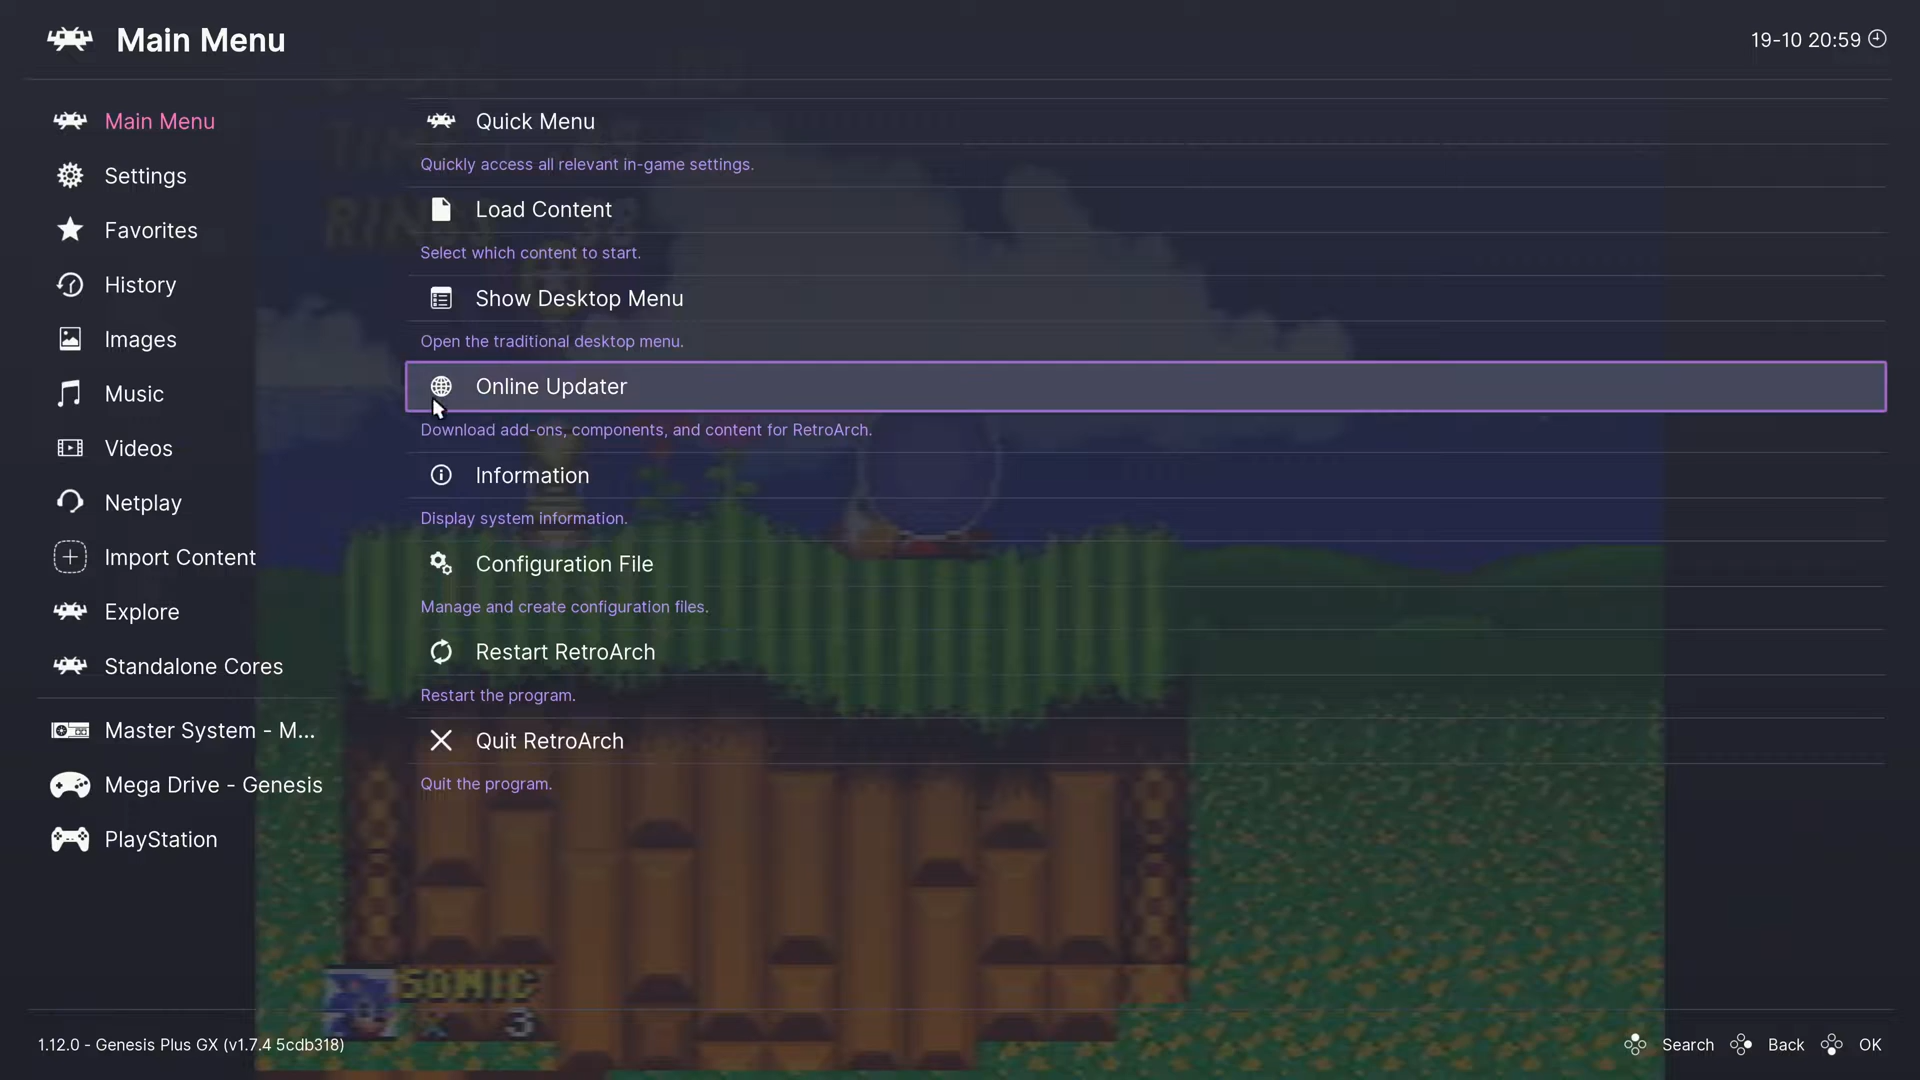 Main Menu
19-10 20:59
Main Menu
Settings
Favorites
History
Images
Music
Videos
Netplay
Import Content
Explore
Standalone Cores
Master System - M...
Mega Drive - Genesis
PlayStation
Quick Menu
Quickly access all relevant in-game settings.
Load Content
Select which content to start.
Show Desktop Menu
Open the traditional desktop menu.
Online Updater
Download add-ons, components, and content for RetroArch.
Information
Display system information.
Configuration File
Manage and create configuration files.
Restart RetroArch
Restart the program.
Quit RetroArch
Quit the program.
SONIC
3
1.12.0 - Genesis Plus GX (v1.7.4 5cdb318)
Search Back OK